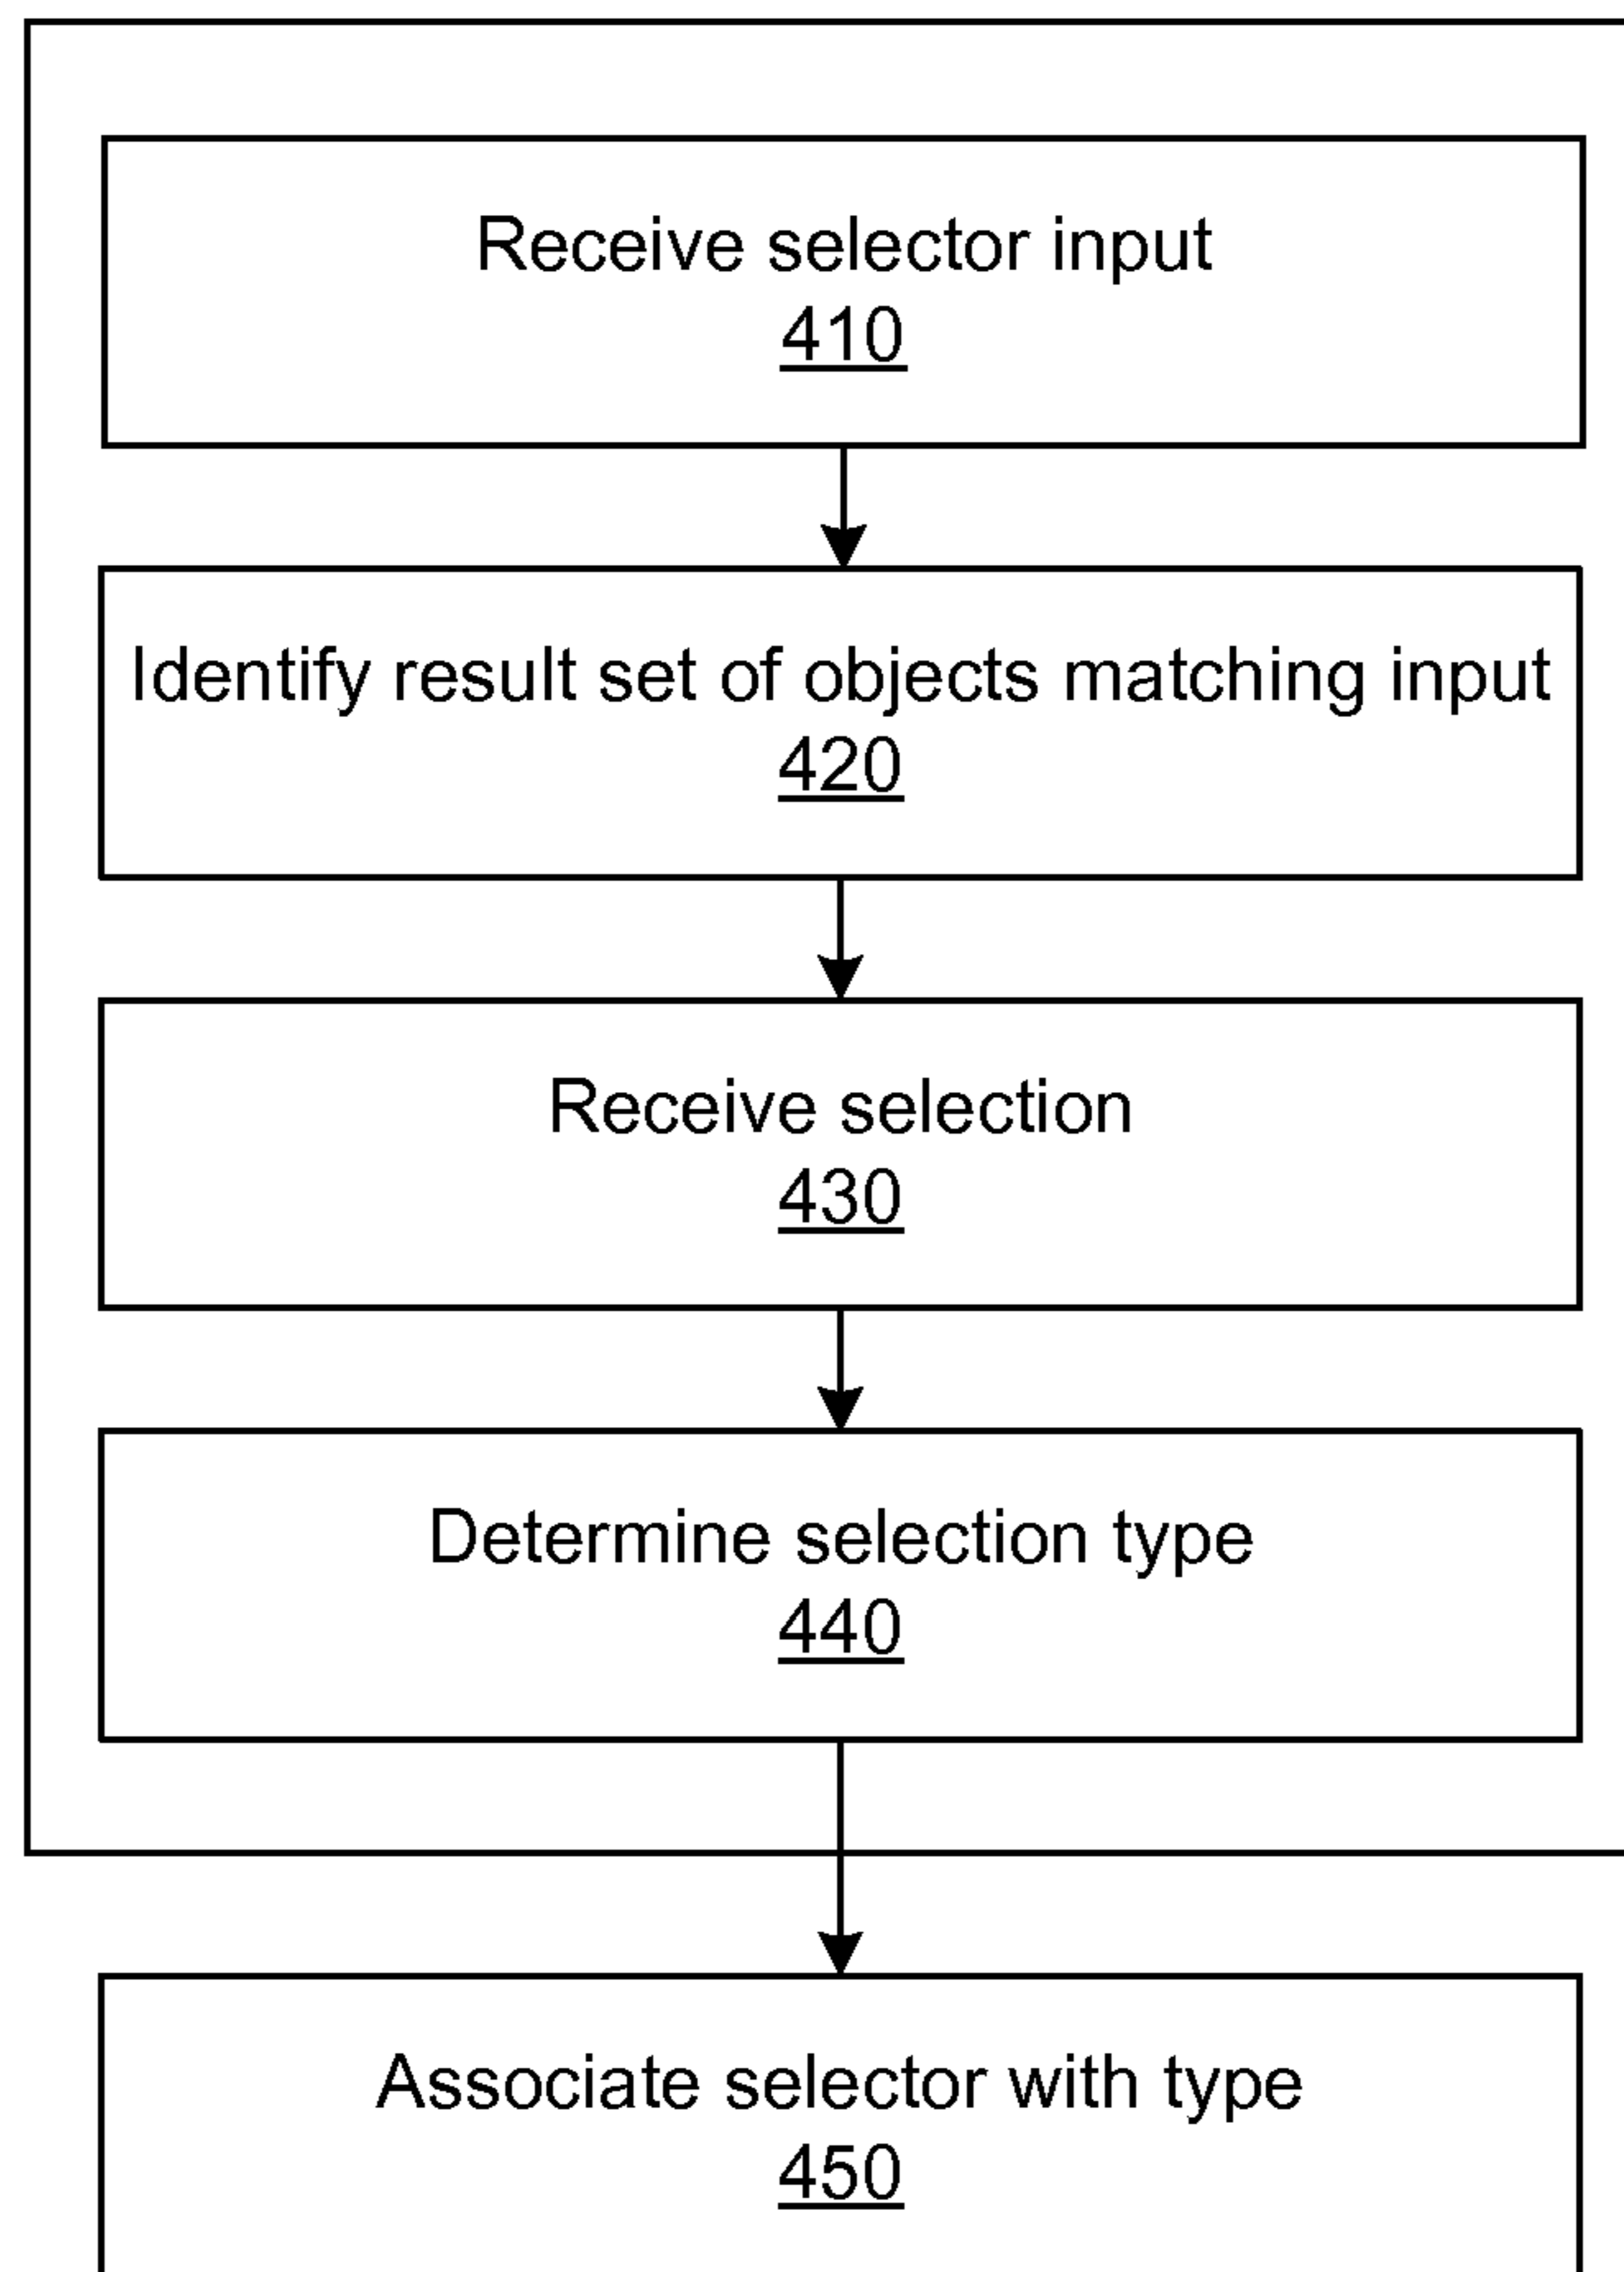 Receive selector input
410
Identify result set of objects matching input
420
Receive selection
430
Determine selection type
440
Associate selector with type
450